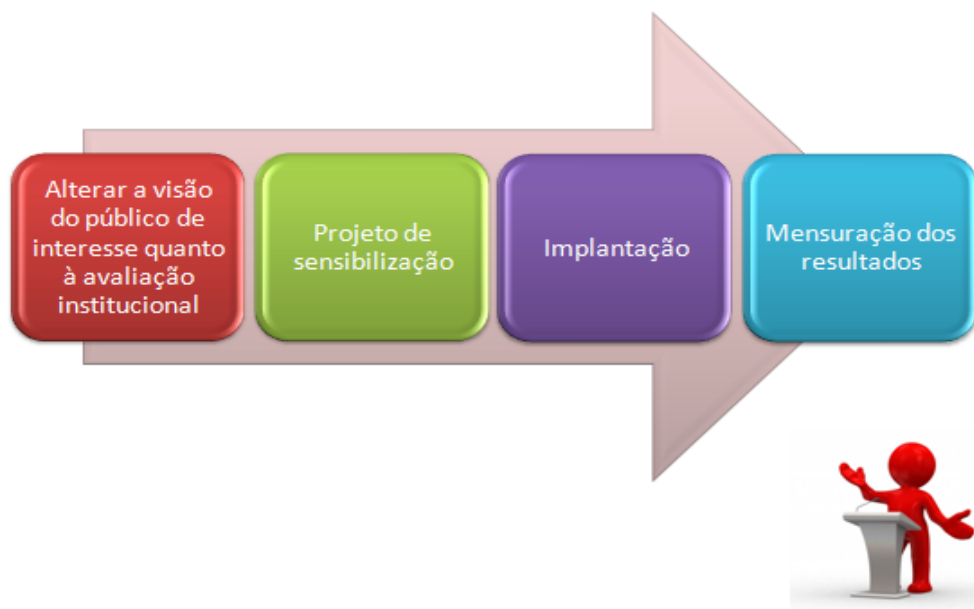 Alterar a visão
do público de
interesse quanto
à avaliação
institucional
Projeto de
sensibilização
Implantação
Mensuração dos
resultados